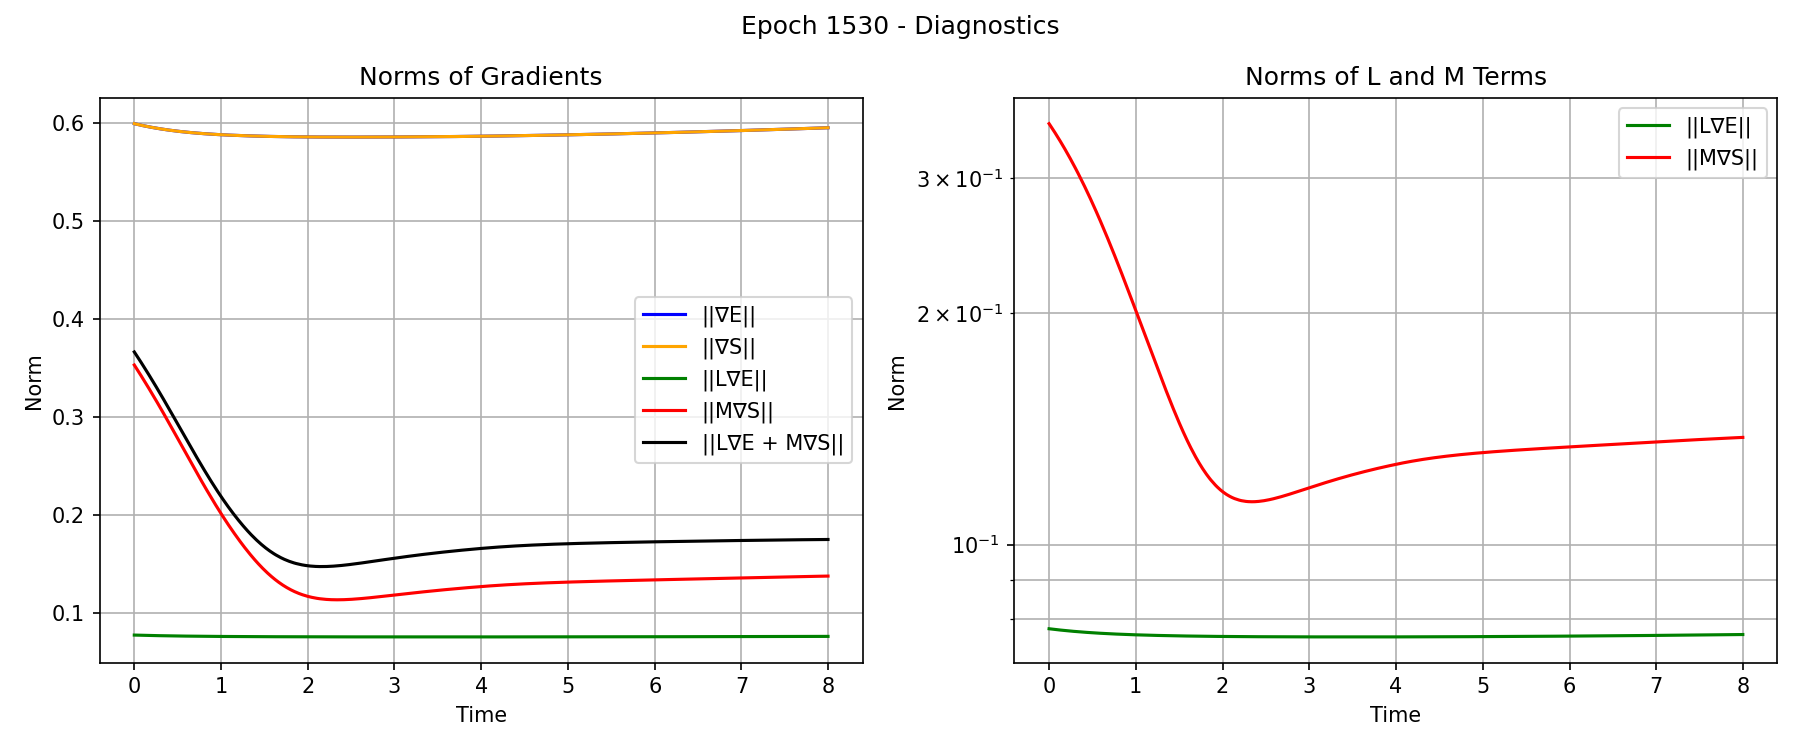 Epoch 1530 - Diagnostics
Norms of Gradients
0.6
0.5
0.4
0.3
0.2
0.1
Norm
0 1 2 3 4 5 6 7 8
Time
||∇E||
||∇S||
||L∇E||
||M∇S||
||L∇E + M∇S||
Norms of L and M Terms
3 × 10⁻¹
2 × 10⁻¹
10⁻¹
Norm
0 1 2 3 4 5 6 7 8
Time
||L∇E||
||M∇S||